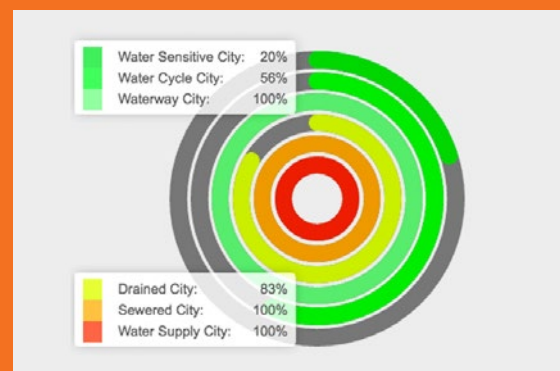 Water Sensitive City: 20%
Water Cycle City: 56%
Waterway City: 100%
Drained City: 83%
Sewered City: 100%
Water Supply City: 100%